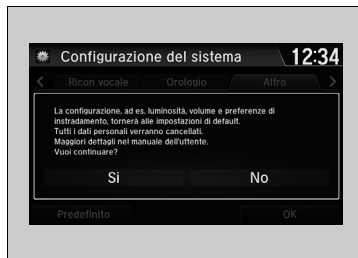 Configurazione del sistema 12:34
Ricon vocale Orologio Altro
La configurazione, ad es. luminosità, volume e preferenze di
instradamento, tornerà alle impostazioni di default.
Tutti i dati personali verranno cancellati.
Maggiori dettagli nel manuale dell'utente.
Vuoi continuare?
Si No
Predefinito OK